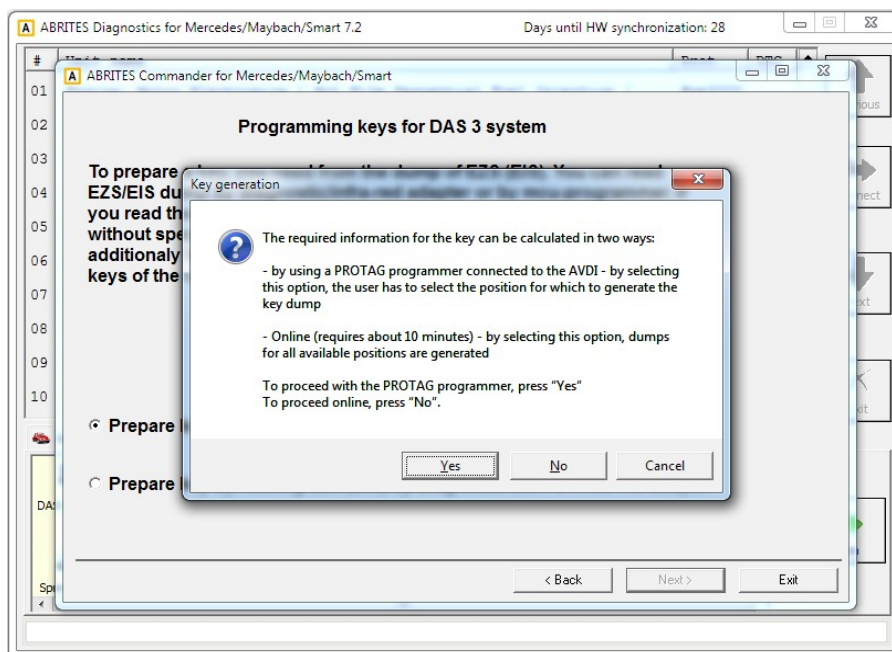 ABRITES Diagnostics for Mercedes/Maybach/Smart 7.2
Days until HW synchronization: 28
#
ABRITES Commander for Mercedes/Maybach/Smart
01
02
03
04
05
06
07
08
09
10
Programming keys for DAS 3 system
To prepare
EZS/EIS
you read
without
additionaly
keys of the
Key generation
The required information for the key can be calculated in two ways:
- by using a PROTAG programmer connected to the AVDI - by selecting
this option, the user has to select the position for which to generate the
key dump
- Online (requires about 10 minutes) - by selecting this option, dumps
for all available positions are generated
To proceed with the PROTAG programmer, press "Yes"
To proceed online, press "No".
Yes
No
Cancel
Prepare
Prepare
< Back
Next >
Exit